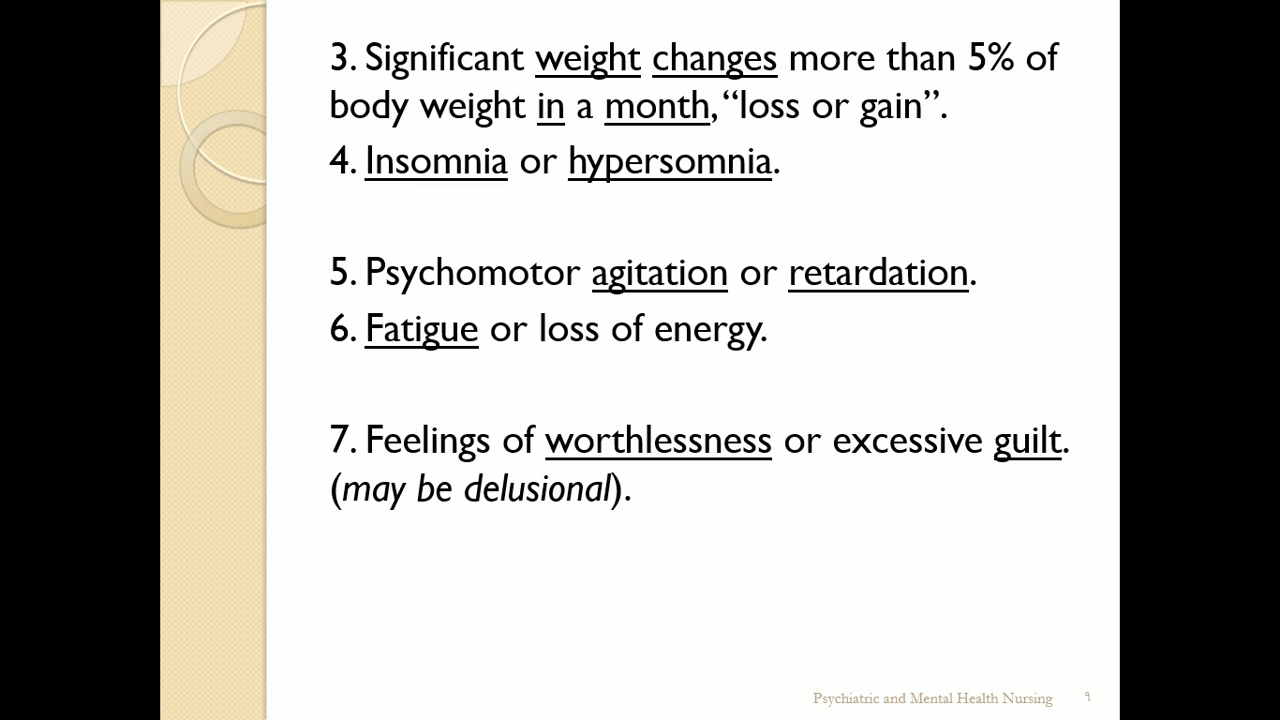 3. Significant weight changes more than 5% of
body weight in a month, “loss or gain”.
4. Insomnia or hypersomnia.
5. Psychomotor agitation or retardation.
6. Fatigue or loss of energy.
7. Feelings of worthlessness or excessive guilt.
(may be delusional).
Psychiatric and Mental Health Nursing ٩